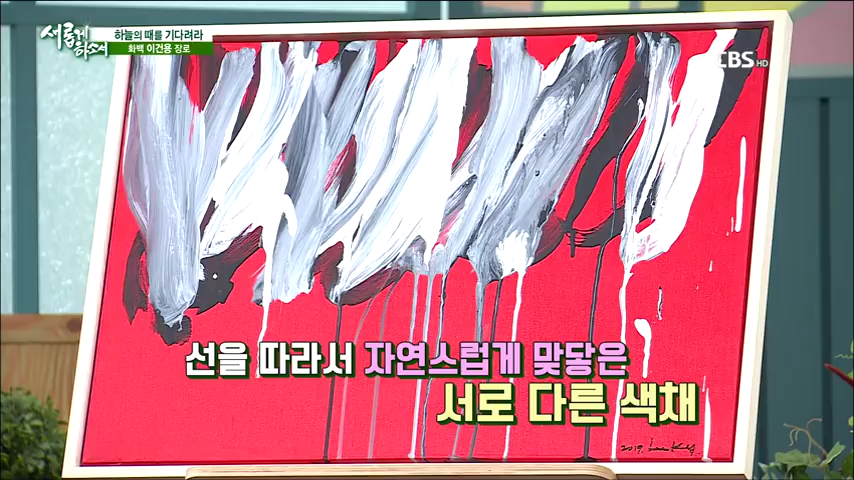 새롭게
하소서
하늘의 때를 기다려라
화백 이건용 장로
CBS HD
선을 따라서 자연스럽게 맞닿은
서로 다른 색채
2019.